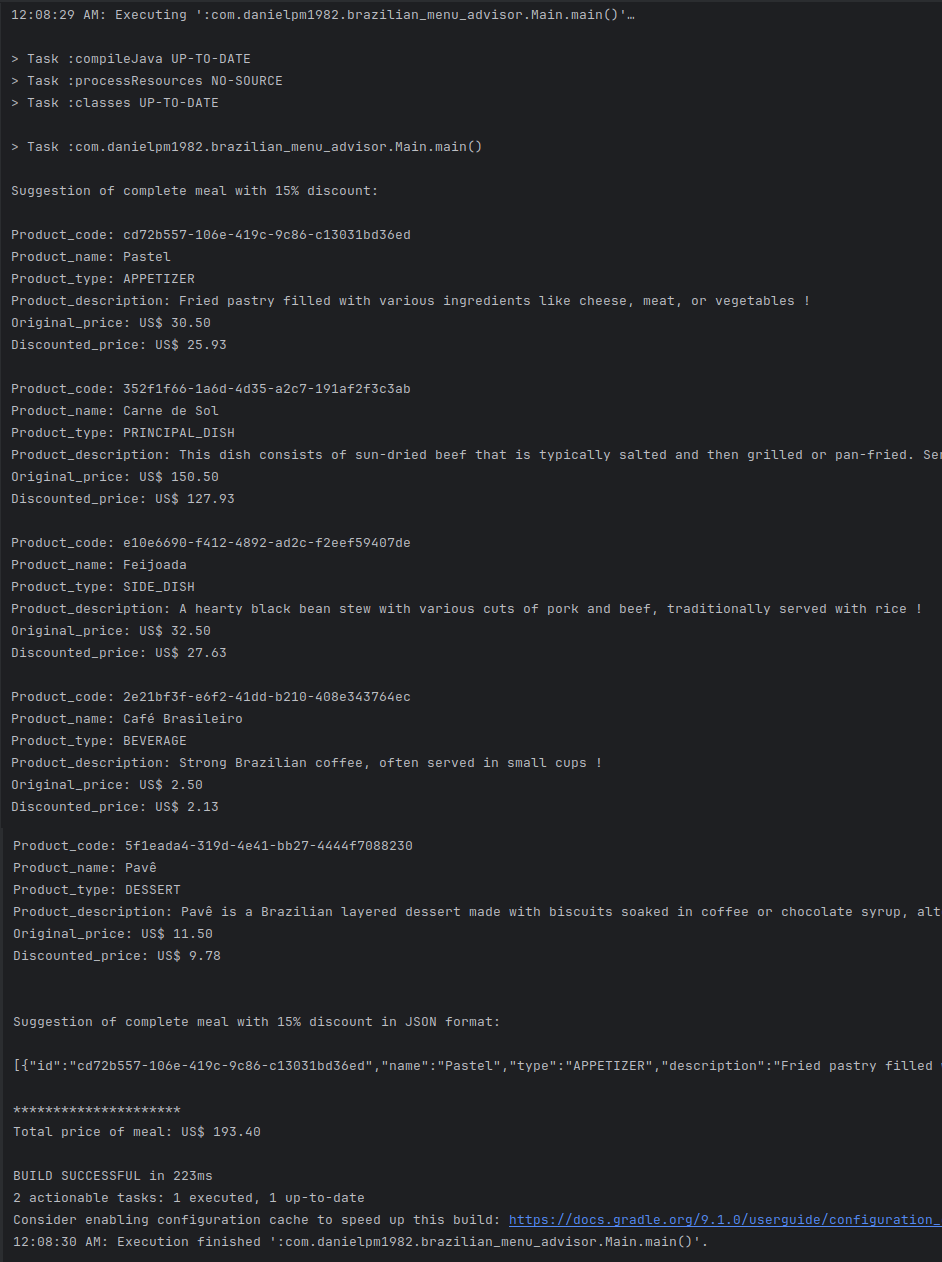 12:08:29 AM: Executing ':com.danielpm1982.brazilian_menu_advisor.Main.main()'…
> Task :compileJava UP-TO-DATE
> Task :processResources NO-SOURCE
> Task :classes UP-TO-DATE
> Task :com.danielpm1982.brazilian_menu_advisor.Main.main()
Suggestion of complete meal with 15% discount:
Product_code: cd72b557-106e-419c-9c86-c13031bd36ed
Product_name: Pastel
Product_type: APPETIZER
Product_description: Fried pastry filled with various ingredients like cheese, meat, or vegetables !
Original_price: US$ 30.50
Discounted_price: US$ 25.93
Product_code: 352f1f66-1a6d-4d35-a2c7-191af2f3c3ab
Product_name: Carne de Sol
Product_type: PRINCIPAL_DISH
Product_description: This dish consists of sun-dried beef that is typically salted and then grilled or pan-fried. Ser
Original_price: US$ 150.50
Discounted_price: US$ 127.93
Product_code: e10e6690-f412-4892-ad2c-f2eef59407de
Product_name: Feijoada
Product_type: SIDE_DISH
Product_description: A hearty black bean stew with various cuts of pork and beef, traditionally served with rice !
Original_price: US$ 32.50
Discounted_price: US$ 27.63
Product_code: 2e21bf3f-e6f2-41dd-b210-408e343764ec
Product_name: Café Brasileiro
Product_type: BEVERAGE
Product_description: Strong Brazilian coffee, often served in small cups !
Original_price: US$ 2.50
Discounted_price: US$ 2.13
Product_code: 5f1eada4-319d-4e41-bb27-4444f7088230
Product_name: Pavê
Product_type: DESSERT
Product_description: Pavê is a Brazilian layered dessert made with biscuits soaked in coffee or chocolate syrup, alt
Original_price: US$ 11.50
Discounted_price: US$ 9.78
Suggestion of complete meal with 15% discount in JSON format:
[{"id":"cd72b557-106e-419c-9c86-c13031bd36ed","name":"Pastel","type":"APPETIZER","description":"Fried pastry filled
*********************
Total price of meal: US$ 193.40
BUILD SUCCESSFUL in 223ms
2 actionable tasks: 1 executed, 1 up-to-date
Consider enabling configuration cache to speed up this build: https://docs.gradle.org/9.1.0/userguide/configuration_
12:08:30 AM: Execution finished ':com.danielpm1982.brazilian_menu_advisor.Main.main()'.